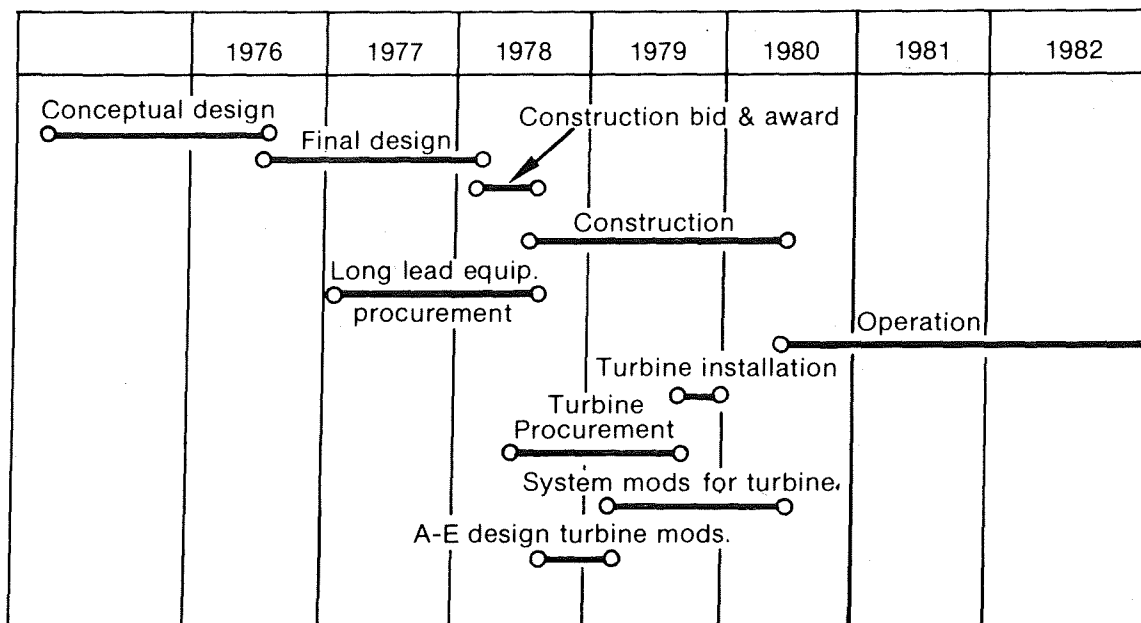 1976 1977 1978 1979 1980 1981 1982
Conceptual design
Construction bid & award
Final design
Construction
Long lead equip.
procurement
Operation
Turbine installation
Turbine
Procurement
System mods for turbine.
A-E design turbine mods.